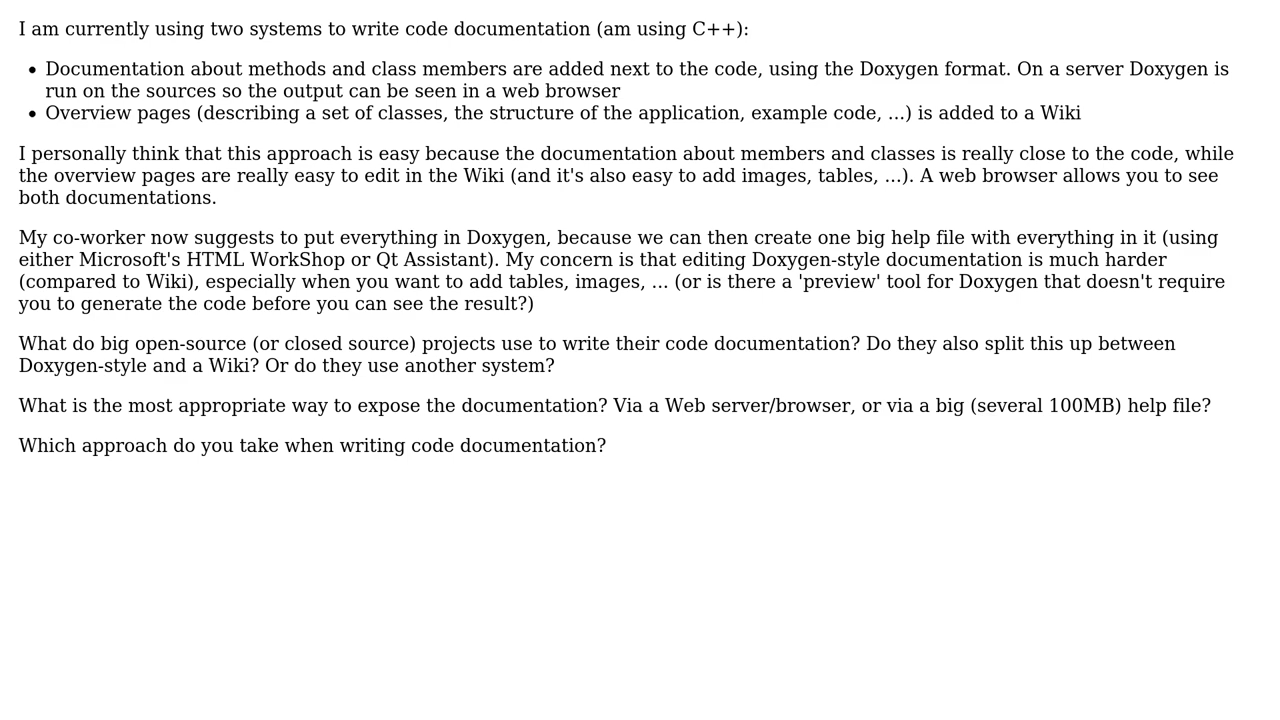 I am currently using two systems to write code documentation (am using C++):
• Documentation about methods and class members are added next to the code, using the Doxygen format. On a server Doxygen is
run on the sources so the output can be seen in a web browser
• Overview pages (describing a set of classes, the structure of the application, example code, ...) is added to a Wiki
I personally think that this approach is easy because the documentation about members and classes is really close to the code, while
the overview pages are really easy to edit in the Wiki (and it's also easy to add images, tables, ...). A web browser allows you to see
both documentations.
My co-worker now suggests to put everything in Doxygen, because we can then create one big help file with everything in it (using
either Microsoft's HTML WorkShop or Qt Assistant). My concern is that editing Doxygen-style documentation is much harder
(compared to Wiki), especially when you want to add tables, images, ... (or is there a 'preview' tool for Doxygen that doesn't require
you to generate the code before you can see the result?)
What do big open-source (or closed source) projects use to write their code documentation? Do they also split this up between
Doxygen-style and a Wiki? Or do they use another system?
What is the most appropriate way to expose the documentation? Via a Web server/browser, or via a big (several 100MB) help file?
Which approach do you take when writing code documentation?